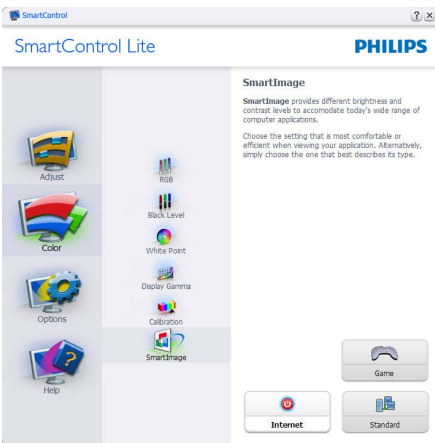 SmartControl
SmartControl Lite
PHILIPS
Adjust
Color
Options
Help
RGB
Black Level
White Point
Display Gamma
Calibration
SmartImage
SmartImage
SmartImage provides different brightness and
contrast levels to accomodate today's wide range of
computer applications.
Choose the setting that is most comfortable or
efficient when viewing your application. Alternatively,
simply choose the one that best describes its type.
Game
Internet
Standard